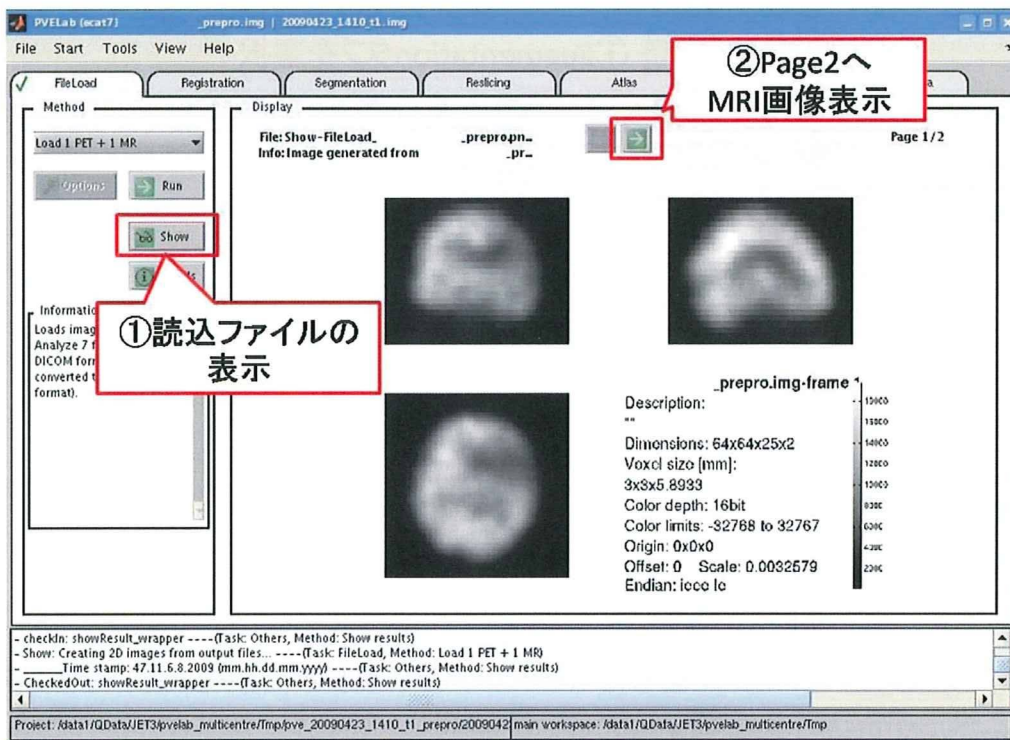 PVELab (ecat7) _prepro.img | 20090423_1410_t1.img
File Start Tools View Help
FileLoad Registration Segmentation Reslicing Atlas
②Page2へ
MRI画像表示
Method
Load 1 PET + 1 MR
Options Run
Show
①読込ファイルの
表示
Loads imag
Analyze 7 f
DICOM for
converted t
format).
Display
File: Show-FileLoad_ _prepro.pn...
Info: Image generated from _pr...
Page 1/2
_prepro.img-frame
Description:
""
Dimensions: 64x64x25x2
Voxel size [mm]:
3x3x5.8933
Color depth: 16bit
Color limits: -32768 to 32767
Origin: 0x0x0
Offset: 0 Scale: 0.0032579
Endian: ieee le
- checkIn: showResult_wrapper ----(Task: Others, Method: Show results)
- Show: Creating 2D images from output files... ----(Task: FileLoad, Method: Load 1 PET + 1 MR)
- _____Time stamp: 47.11.6.8.2009 (mm.hh.dd.mm.yyyy) ----(Task: Others, Method: Show results)
- CheckedOut: showResult_wrapper ----(Task: Others, Method: Show results)
Project: /data1/QData/JET3/pvelab_multicentre/Tmp/pve_20090423_1410_t1_prepro/2009042
main workspace: /data1/QData/JET3/pvelab_multicentre/Tmp